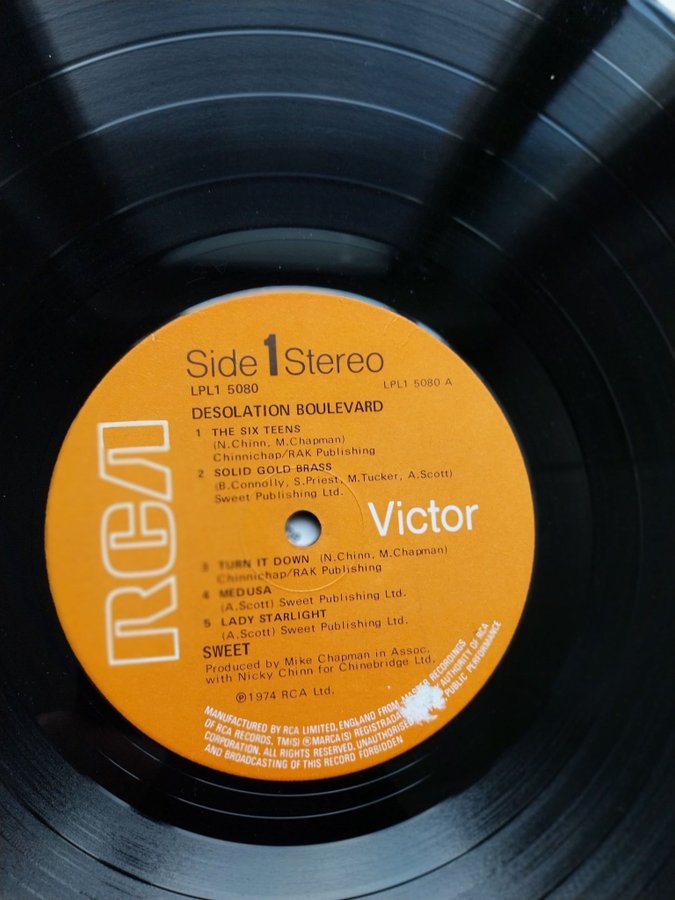 RCA
Side 1 Stereo
LPL1 5080
LPL1 5080 A
DESOLATION BOULEVARD
1 THE SIX TEENS
(N.Chinn, M.Chapman)
Chinnichap/RAK Publishing
2 SOLID GOLD BRASS
(B.Connolly, S.Priest, M.Tucker, A.Scott)
Sweet Publishing Ltd.
Victor
3 TURN IT DOWN (N.Chinn, M.Chapman)
Chinnichap/RAK Publishing
4 MEDUSA
(A.Scott) Sweet Publishing Ltd.
5 LADY STARLIGHT
(A.Scott) Sweet Publishing Ltd.
SWEET
Produced by Mike Chapman in Assoc.
with Nicky Chinn for Chinebridge Ltd.
℗1974 RCA Ltd.
MANUFACTURED BY RCA LIMITED, ENGLAND FROM MASTER RECORDINGS
OF RCA RECORDS. TM(S) ®MARCA(S) REGISTRADA AUTHORITY OF RCA
CORPORATION. ALL RIGHTS RESERVED. UNAUTHORISED PUBLIC PERFORMANCE
AND BROADCASTING OF THIS RECORD FORBIDDEN